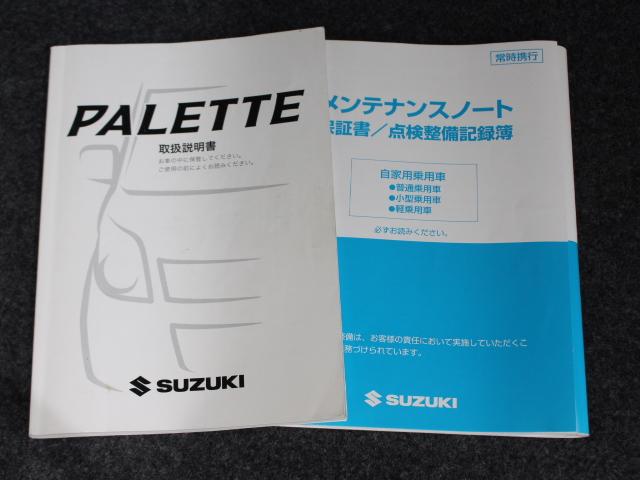 PALETTE
取扱説明書
お車の中に保管してください。
ご使用の前によくお読みください。
SUZUKI
常時携行
メンテナンスノート
保証書／点検整備記録簿
自家用乗用車
●普通乗用車
●小型乗用車
●軽乗用車
必ずお読みください。
整備は、お客様の責任において実施していただくこ
務づけられています。
SUZUKI